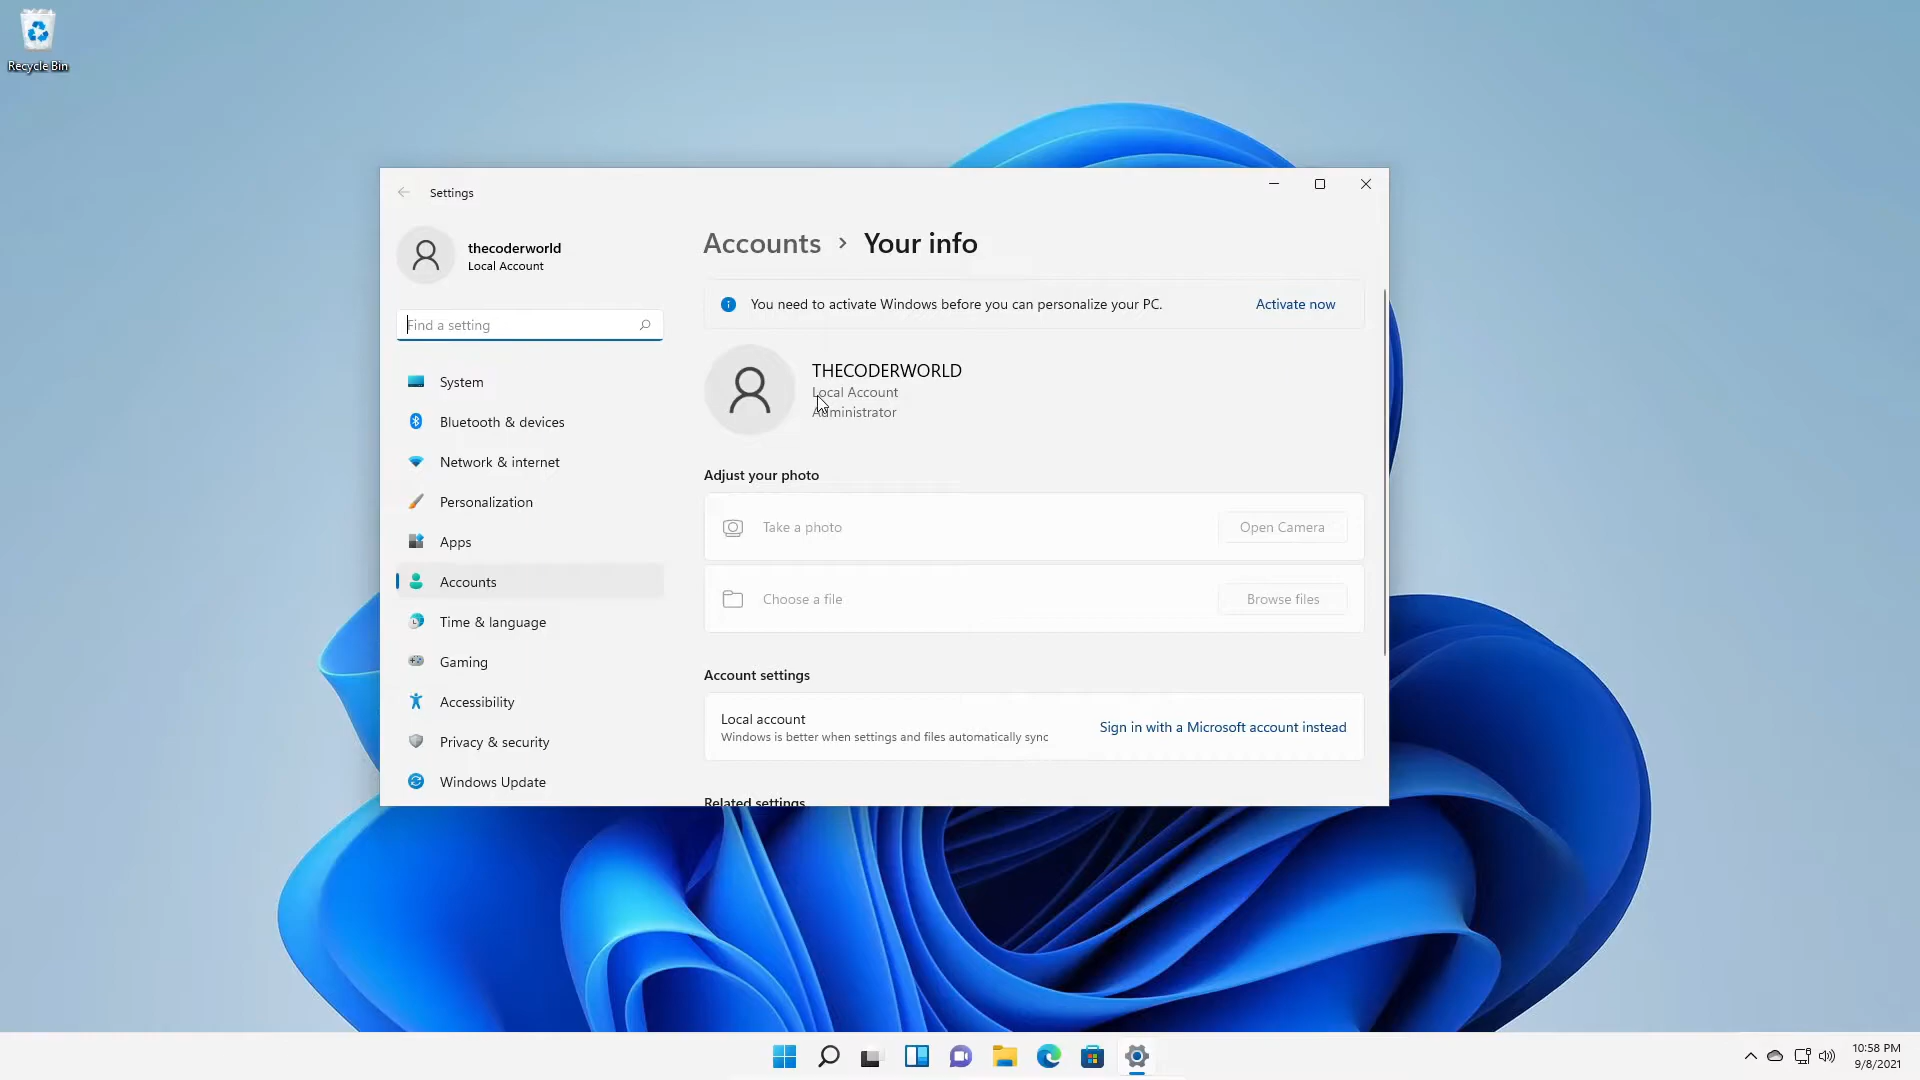 Recycle Bin
Settings
thecoderworld
Local Account
Find a setting
System
Bluetooth & devices
Network & internet
Personalization
Apps
Accounts
Time & language
Gaming
Accessibility
Privacy & security
Windows Update
Accounts > Your info
You need to activate Windows before you can personalize your PC. Activate now
THECODERWORLD
Local Account
Administrator
Adjust your photo
Take a photo Open Camera
Choose a file Browse files
Account settings
Local account
Windows is better when settings and files automatically sync
Sign in with a Microsoft account instead
Related settings
10:58 PM
9/8/2021